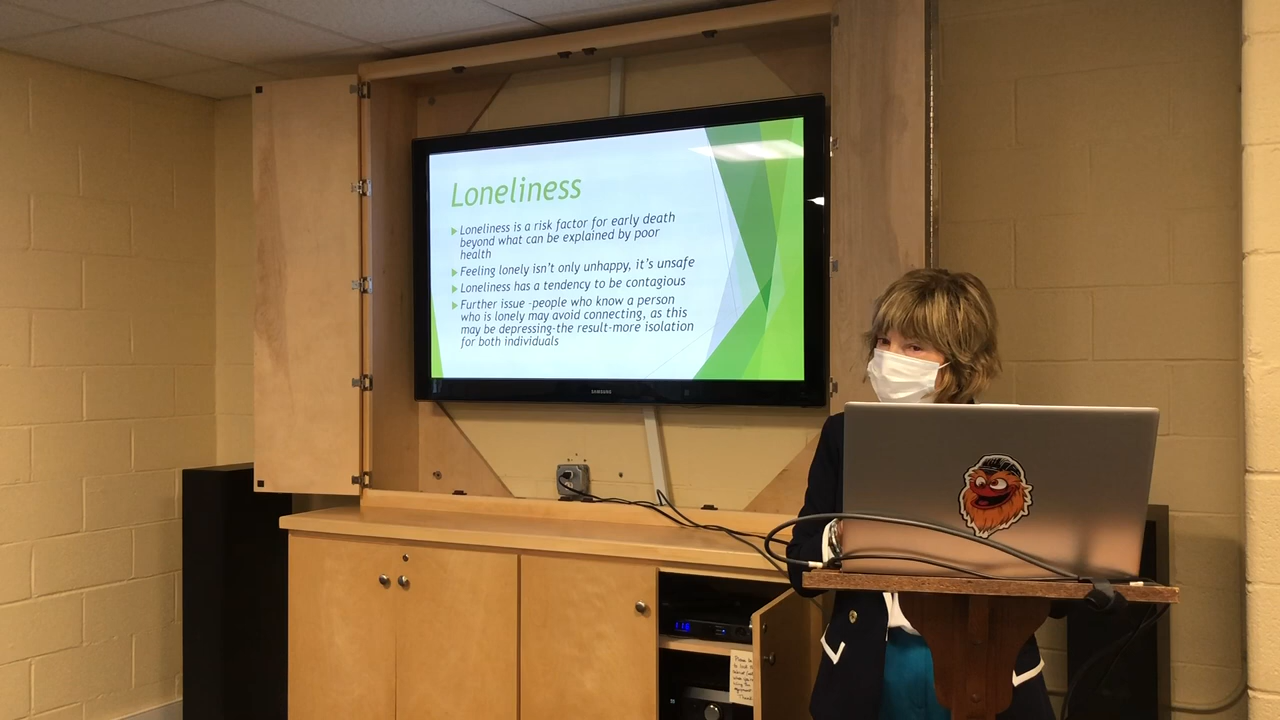 Loneliness
Loneliness is a risk factor for early death
beyond what can be explained by poor
health
Feeling lonely isn't only unhappy, it's unsafe
Loneliness has a tendency to be contagious
Further issue -people who know a person
who is lonely may avoid connecting, as this
may be depressing-the result-more isolation
for both individuals
SAMSUNG